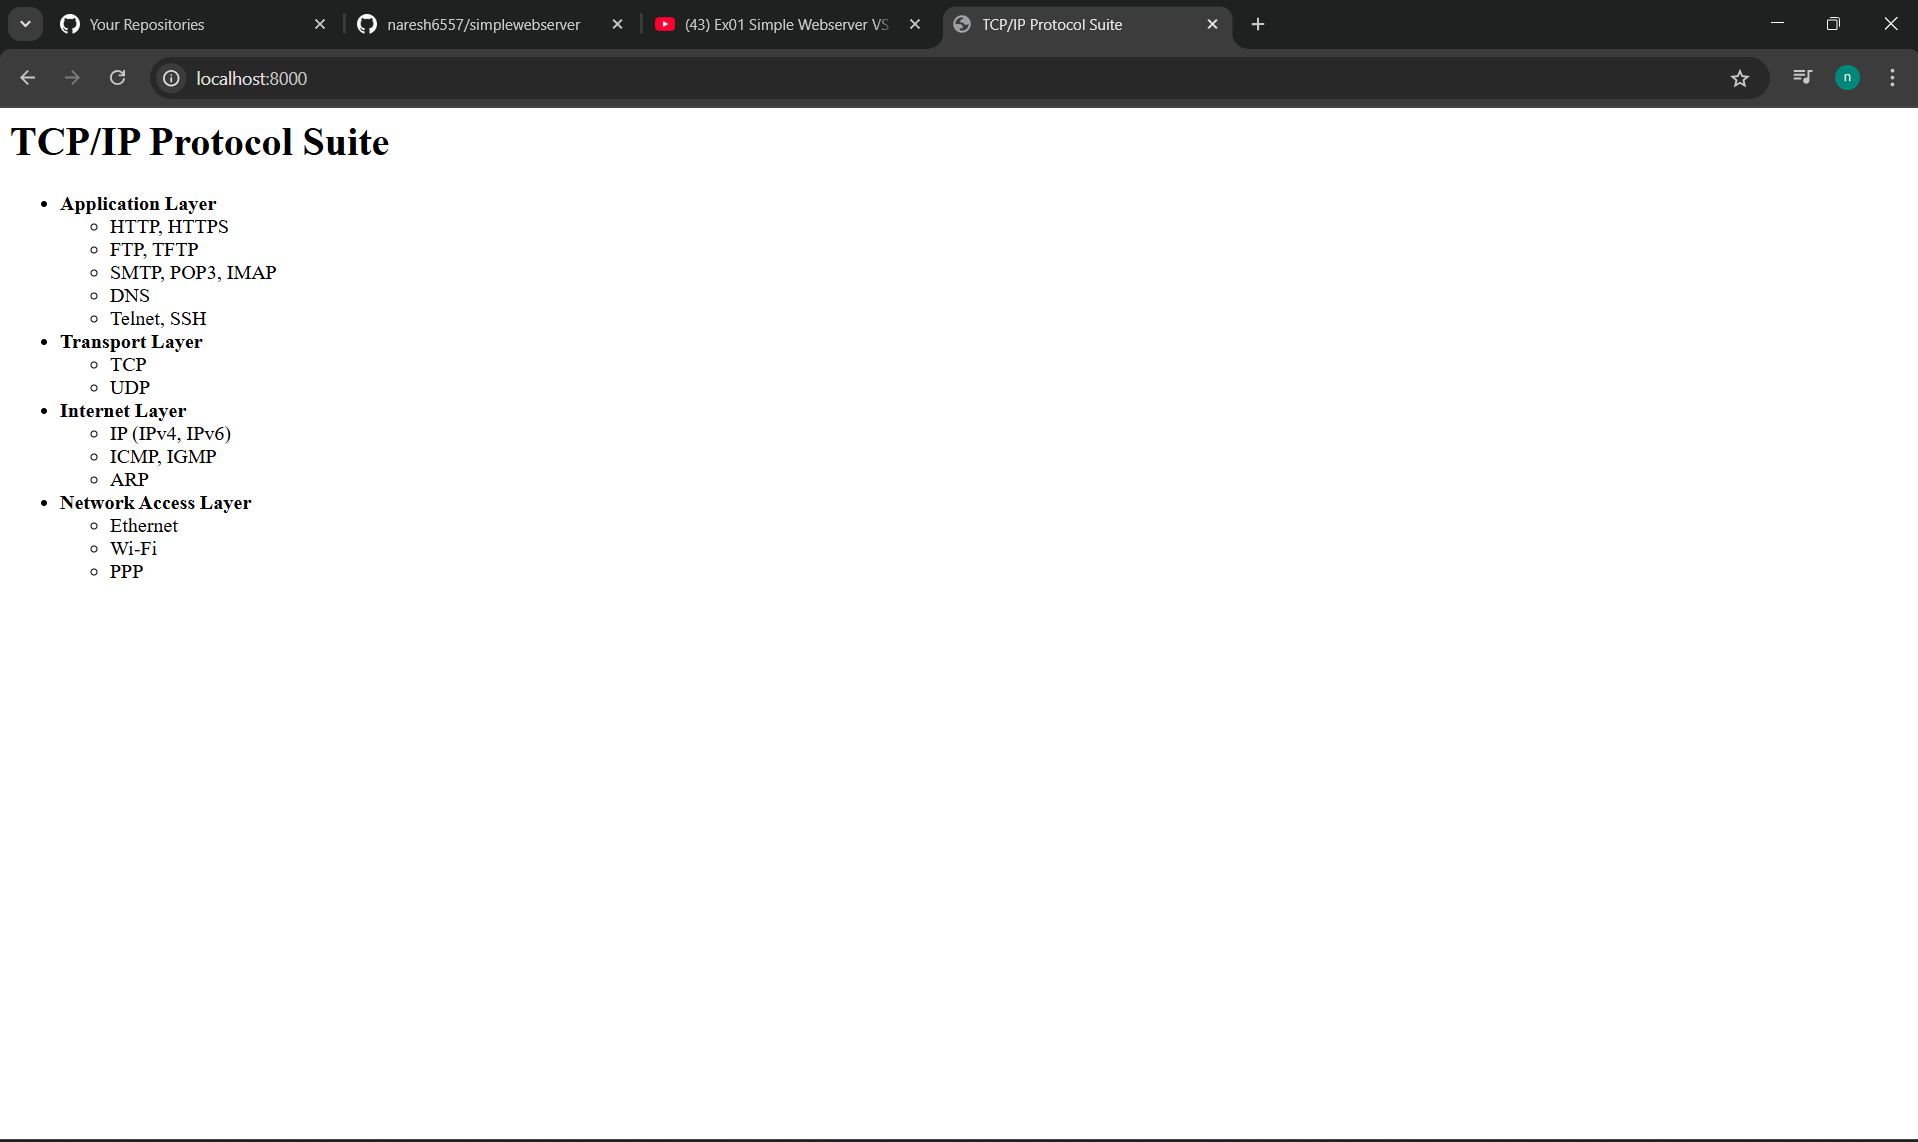 Your Repositories
naresh6557/simplewebserver
(43) Ex01 Simple Webserver VS
TCP/IP Protocol Suite
localhost:8000
n
TCP/IP Protocol Suite
Application Layer
HTTP, HTTPS
FTP, TFTP
SMTP, POP3, IMAP
DNS
Telnet, SSH
Transport Layer
TCP
UDP
Internet Layer
IP (IPv4, IPv6)
ICMP, IGMP
ARP
Network Access Layer
Ethernet
Wi-Fi
PPP